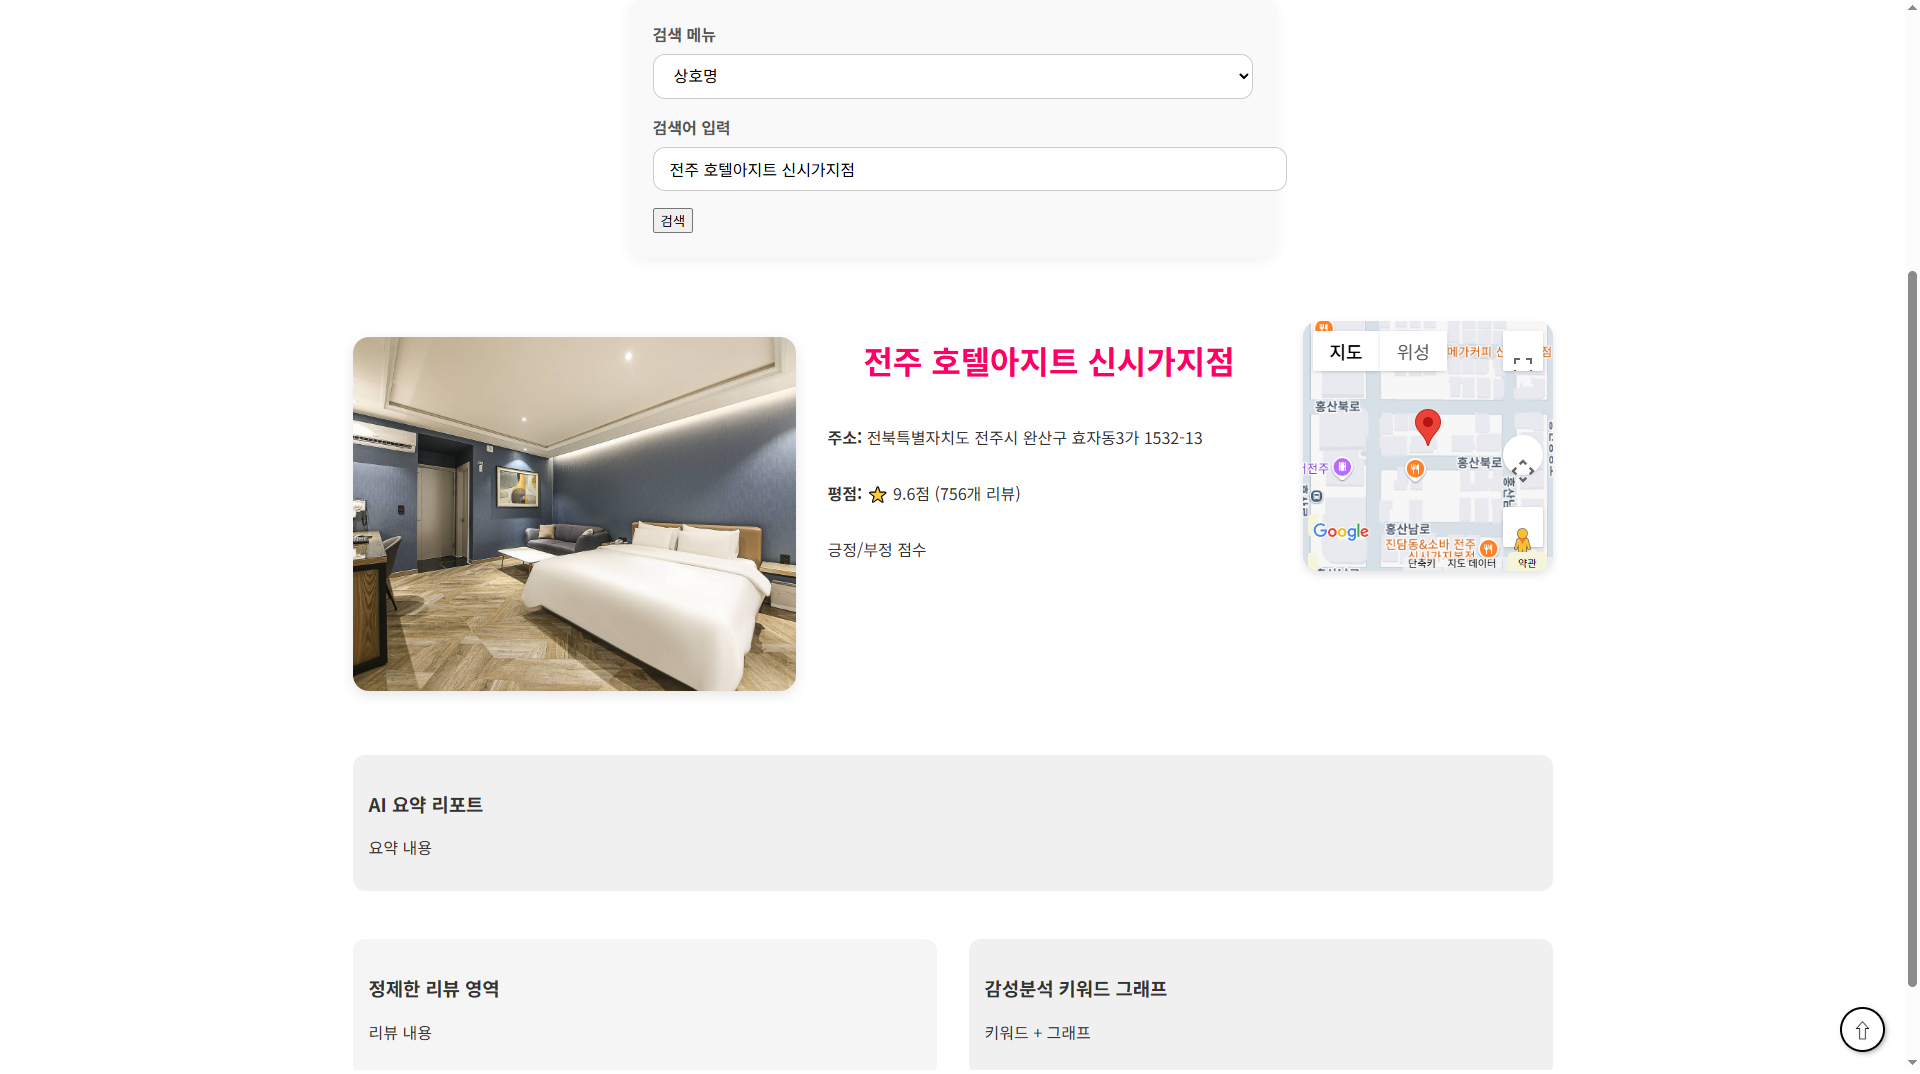 검색 메뉴
상호명
검색어 입력
전주 호텔아지트 신시가지점
검색
전주 호텔아지트 신시가지점
주소: 전북특별자치도 전주시 완산구 효자동3가 1532-13
평점: ⭐ 9.6점 (756개 리뷰)
긍정/부정 점수
지도
위성
메가커피 신
점
홍산북로
홍산북로
전주
Google
홍산남로
진담동&소바 전주
신시가지본점
단축키
지도 데이터
약관
AI 요약 리포트
요약 내용
정제한 리뷰 영역
리뷰 내용
감성분석 키워드 그래프
키워드 + 그래프